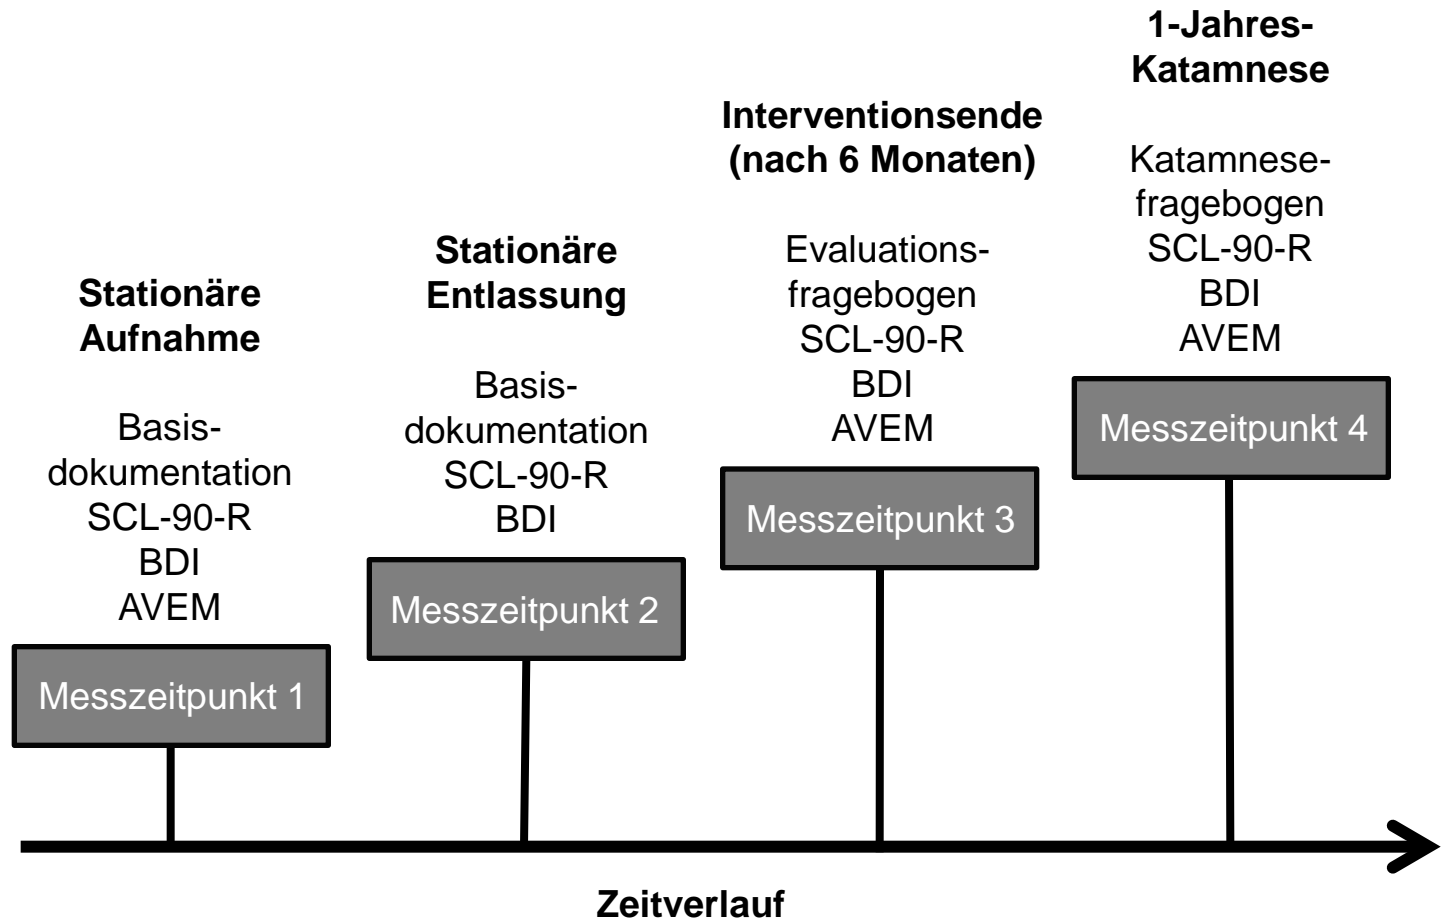 Stationäre
Aufnahme
Basis-
dokumentation
SCL-90-R
BDI
AVEM
Messzeitpunkt 1
Stationäre
Entlassung
Basis-
dokumentation
SCL-90-R
BDI
Messzeitpunkt 2
Interventionsende
(nach 6 Monaten)
Evaluations-
fragebogen
SCL-90-R
BDI
AVEM
Messzeitpunkt 3
1-Jahres-
Katamnese
Katamnese-
fragebogen
SCL-90-R
BDI
AVEM
Messzeitpunkt 4
Zeitverlauf